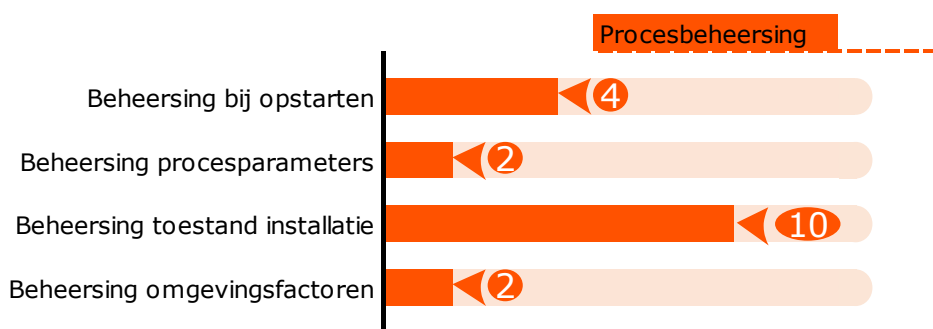 Procesbeheersing
Beheersing bij opstarten 4
Beheersing procesparameters 2
Beheersing toestand installatie 10
Beheersing omgevingsfactoren 2